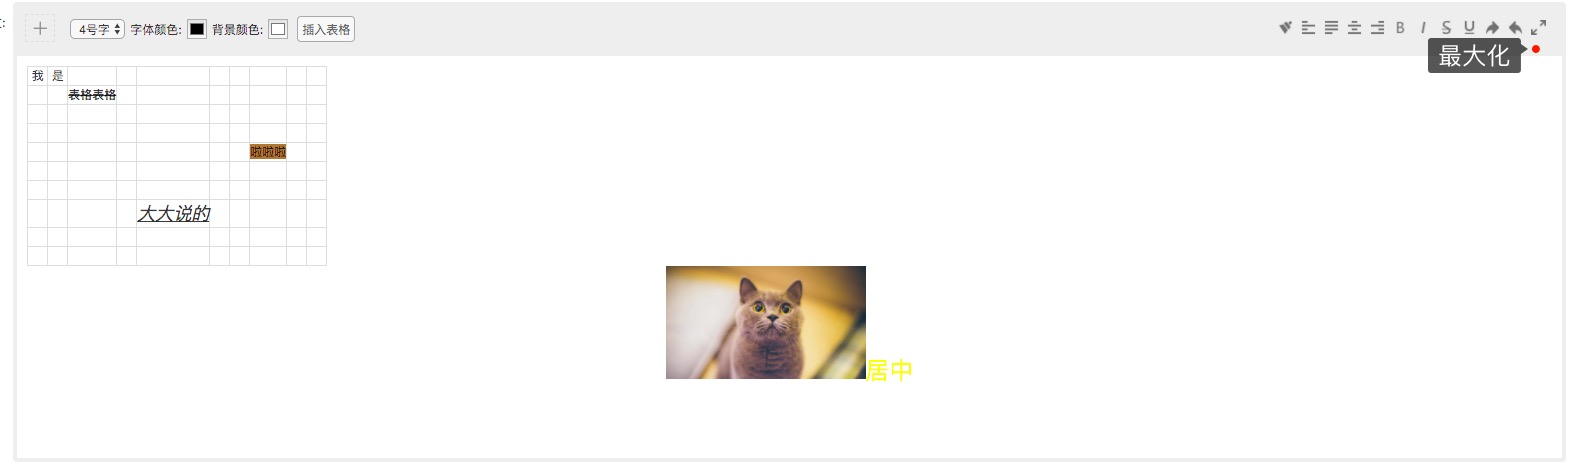 4号字 字体颜色: 背景颜色: 插入表格 B I S U
最大化
我 是
表格表格
啦啦啦
大大说的
居中